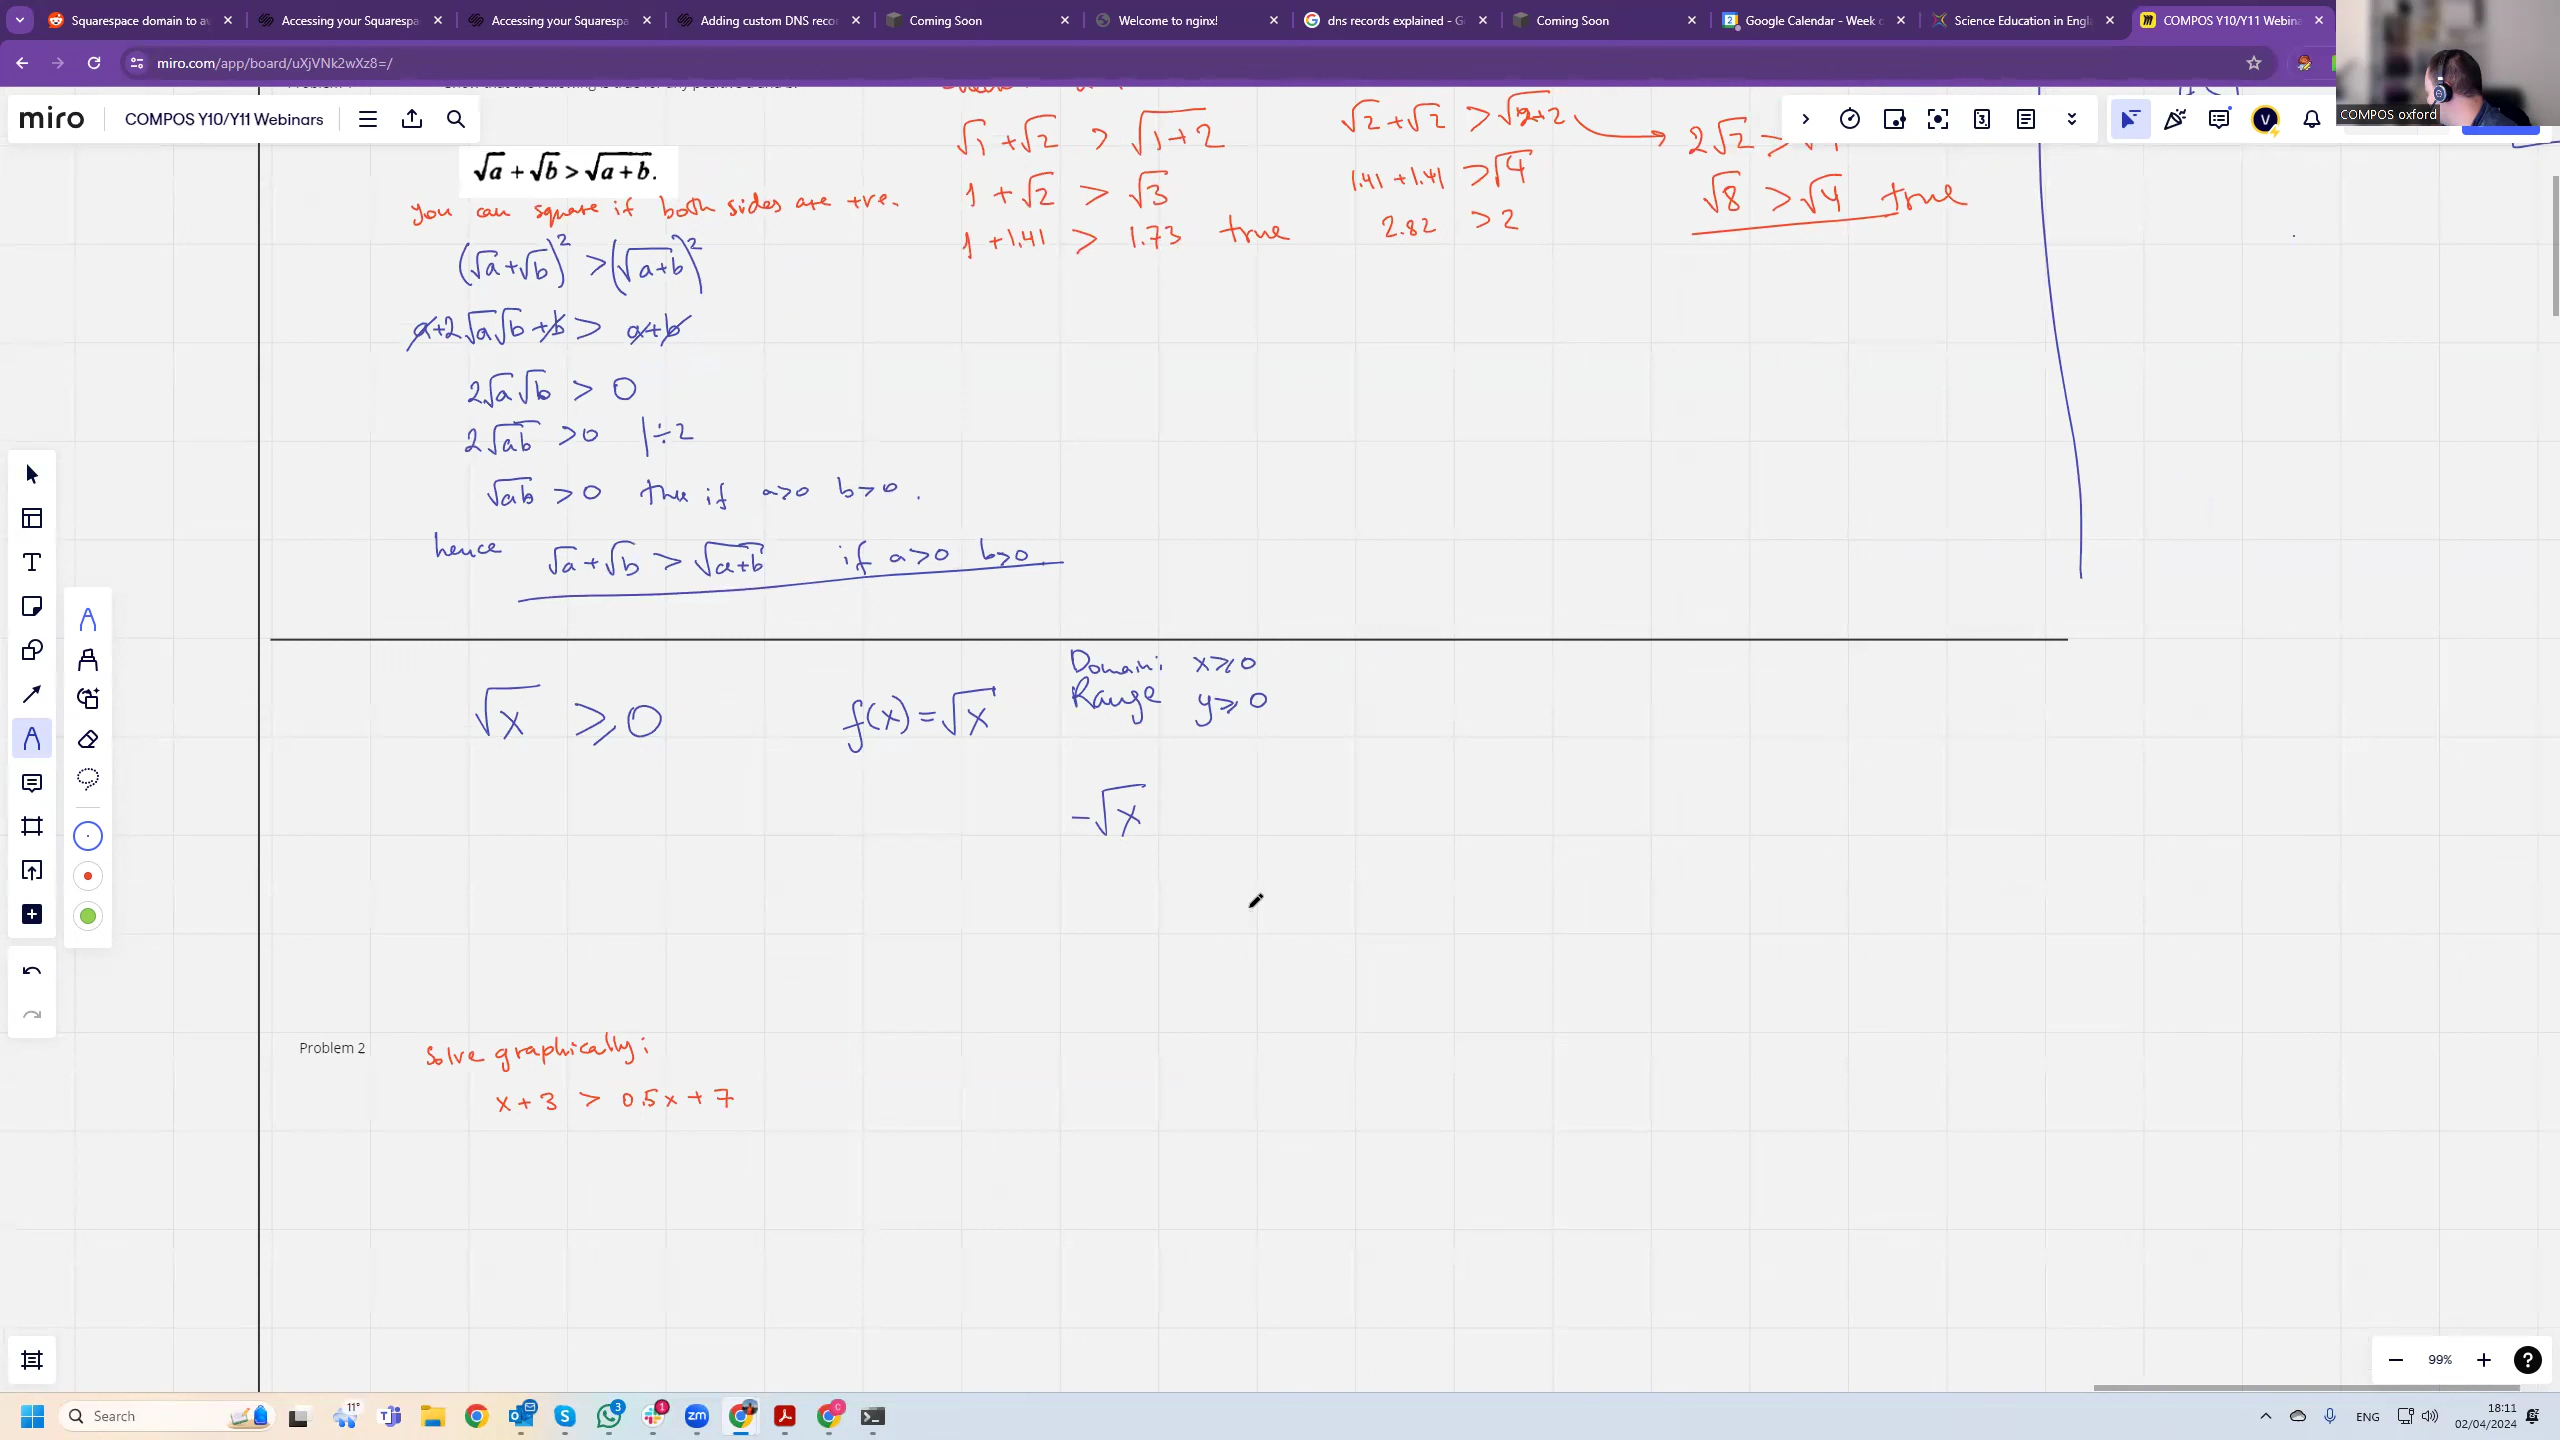 Squarespace domain to aw
Accessing your Squarespa
Accessing your Squarespa
Adding custom DNS recor
Coming Soon
Welcome to nginx!
dns records explained - Go
Coming Soon
Google Calendar - Week o
Science Education in Engla
COMPOS Y10/Y11 Webina
miro.com/app/board/uXjVNk2wXz8=/
COMPOS oxford
miro
COMPOS Y10/Y11 Webinars
√a + √b > √(a+b).
you can square if both sides are +ve.
(√a+√b)² > (√(a+b))²
a+2√a√b+b > a+b
2√a√b > 0
2√ab > 0 | ÷2
√ab > 0 true if a>0 b>0.
hence √a+√b > √(a+b) if a>0 b>0
√1 + √2 > √(1+2)
1 + √2 > √3
1 + 1.41 > 1.73 true
√2 + √2 > √(2+2)
1.41 + 1.41 > √4
2.82 > 2
2√2 > √4
√8 > √4 true
√x ⩾ 0
f(x) = √x
Domain: x⩾0
Range y⩾0
-√x
Problem 2
Solve graphically:
x + 3 > 0.5x + 7
99%
Search
11°
ENG
18:11
02/04/2024